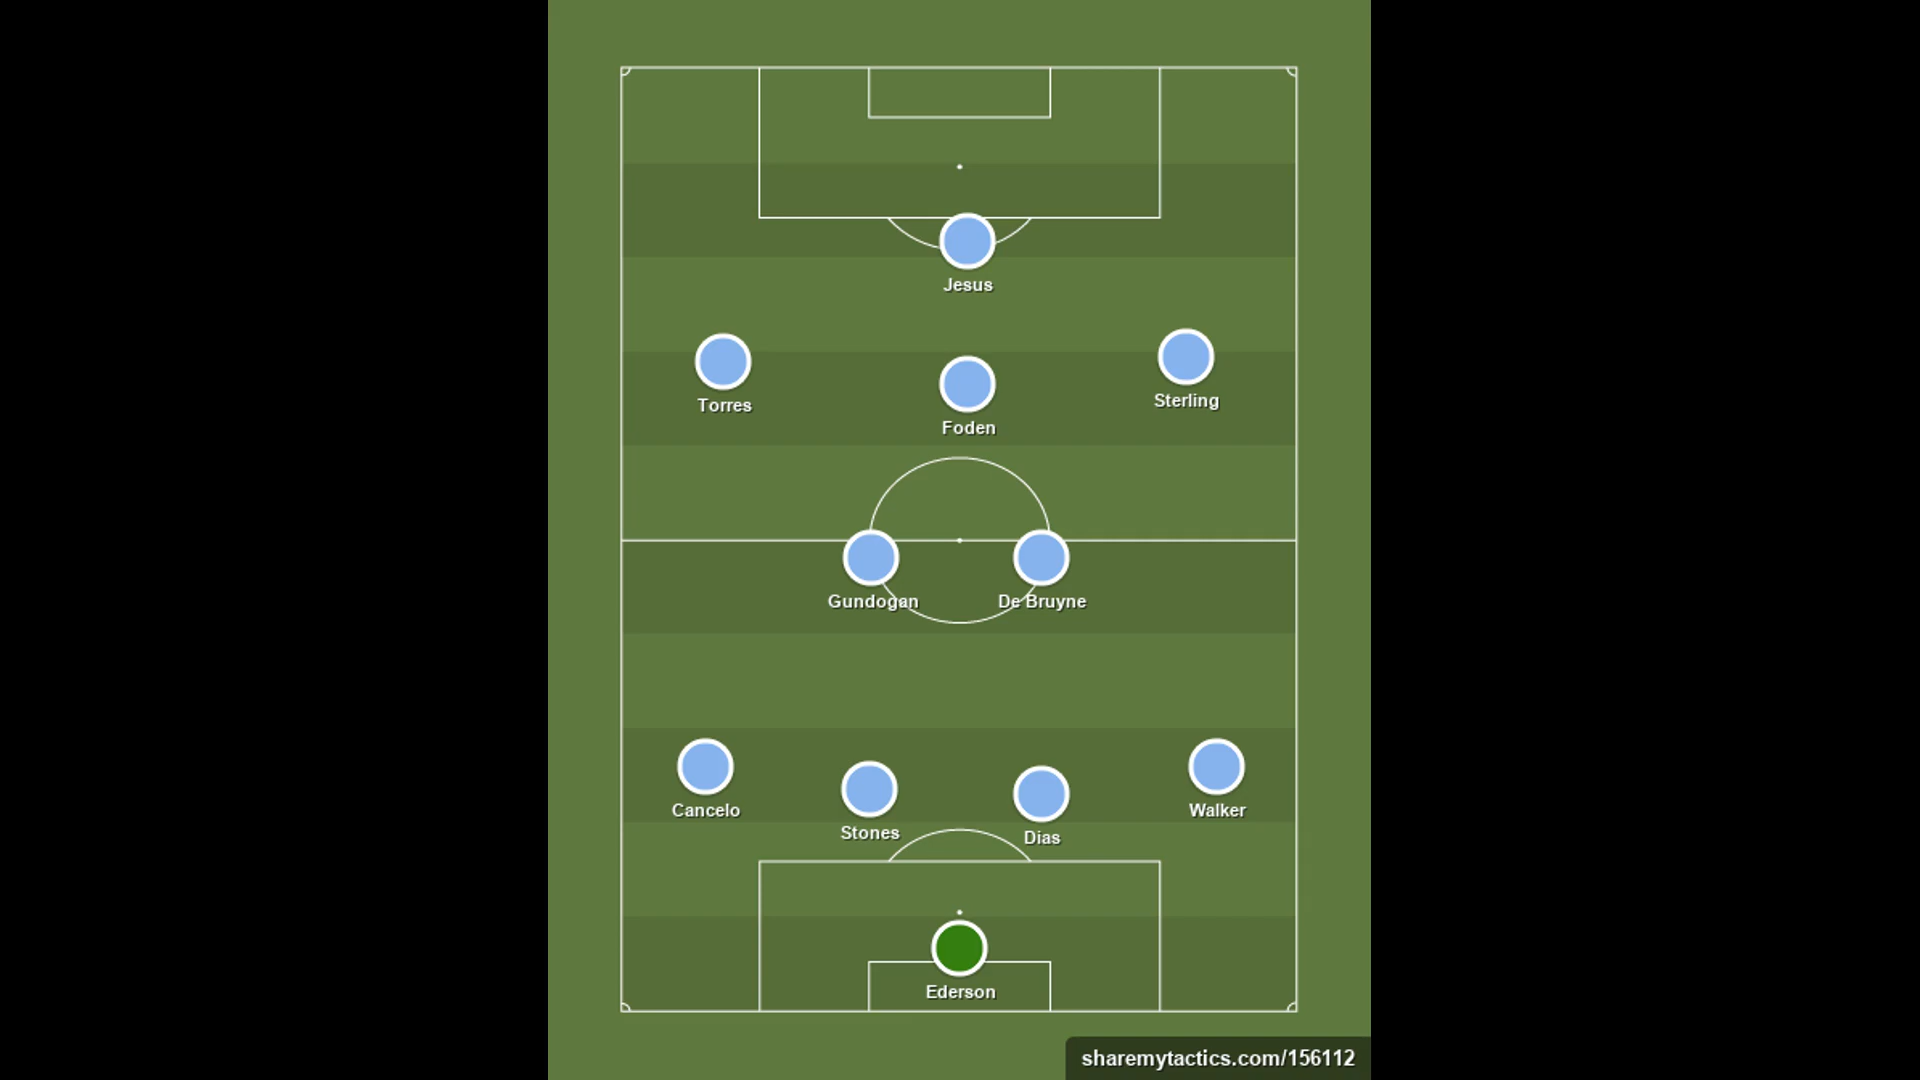 Jesus
Torres
Foden
Sterling
Gundogan
De Bruyne
Cancelo
Stones
Dias
Walker
Ederson
sharemytactics.com/156112